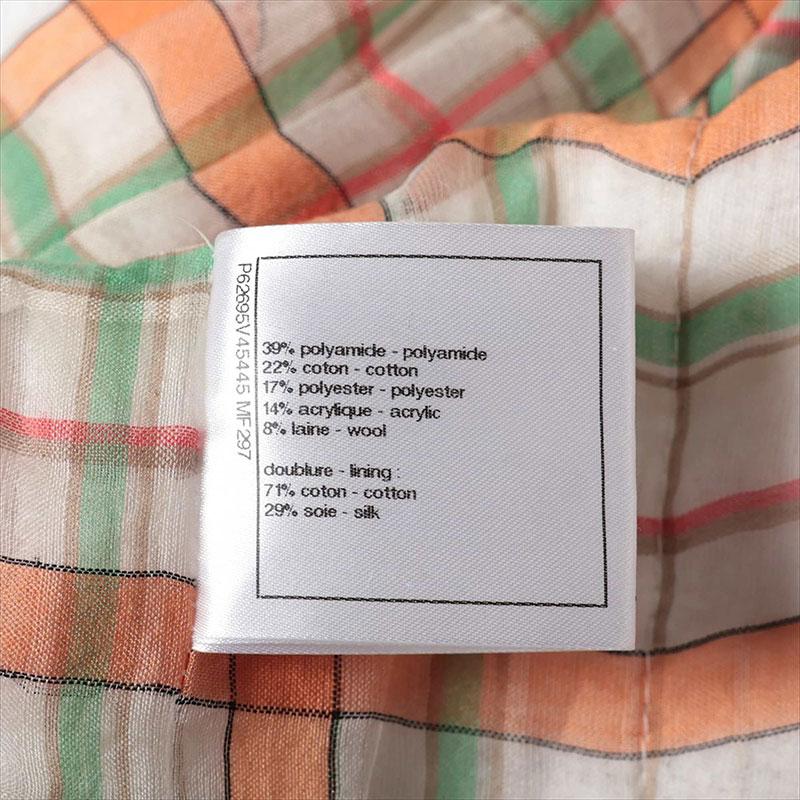 P62695V45445 MF297
39% polyamide - polyamide
22% coton - cotton
17% polyester - polyester
14% acrylique - acrylic
8% laine - wool
doublure - lining :
71% coton - cotton
29% soie - silk